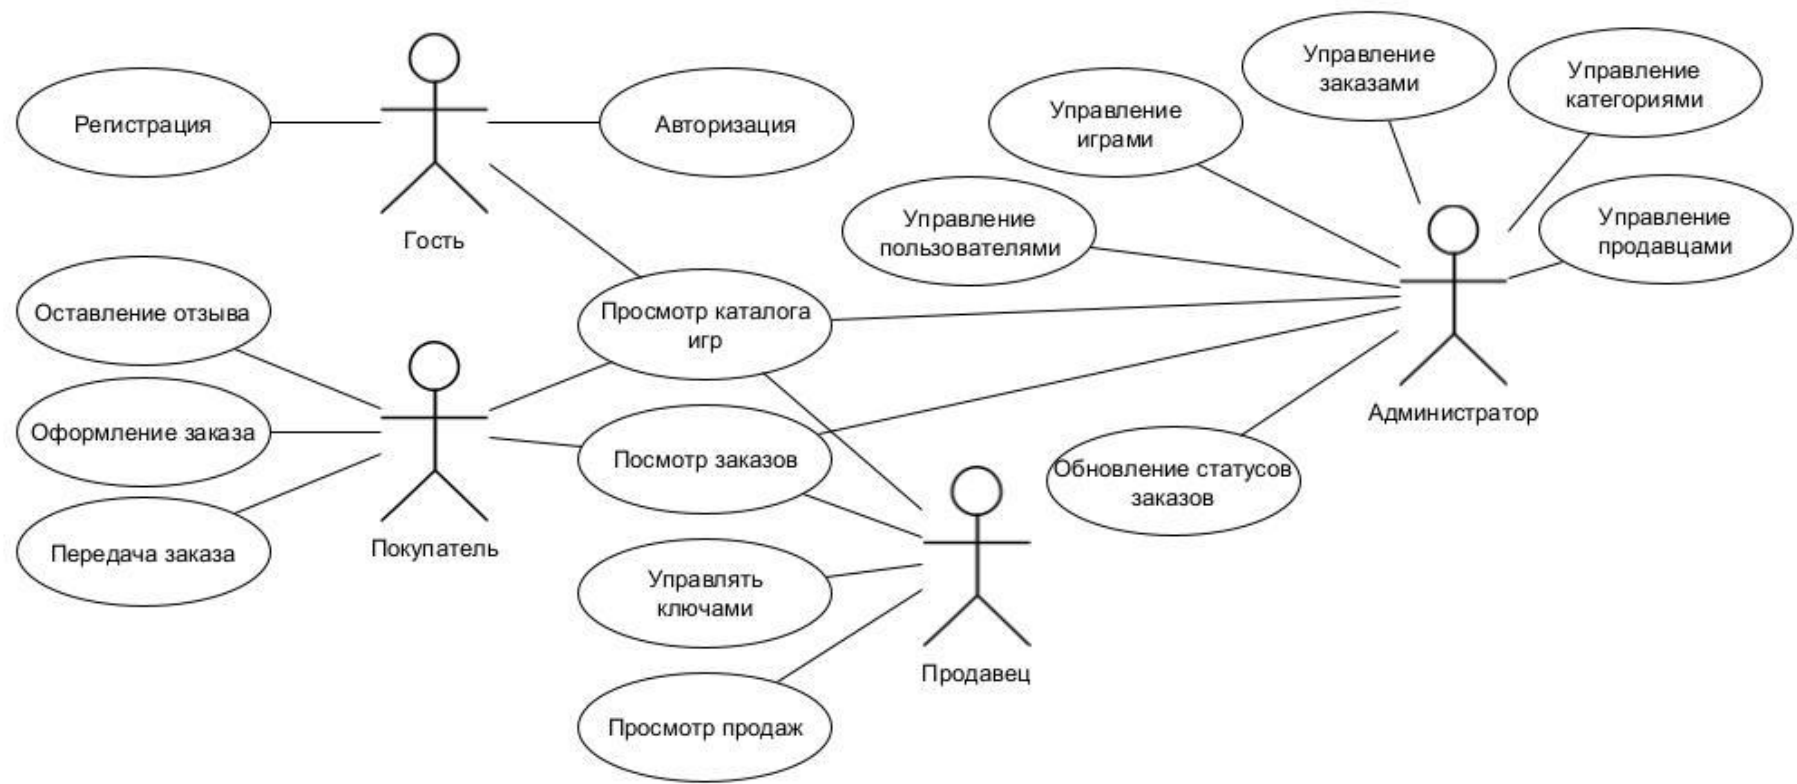 Управление
заказами
Управление
категориями
Управление
играми
Регистрация
Авторизация
Управление
пользователями
Управление
продавцами
Гость
Оставление отзыва
Просмотр каталога
игр
Администратор
Оформление заказа
Посмотр заказов
Обновление статусов
заказов
Передача заказа
Покупатель
Управлять
ключами
Продавец
Просмотр продаж